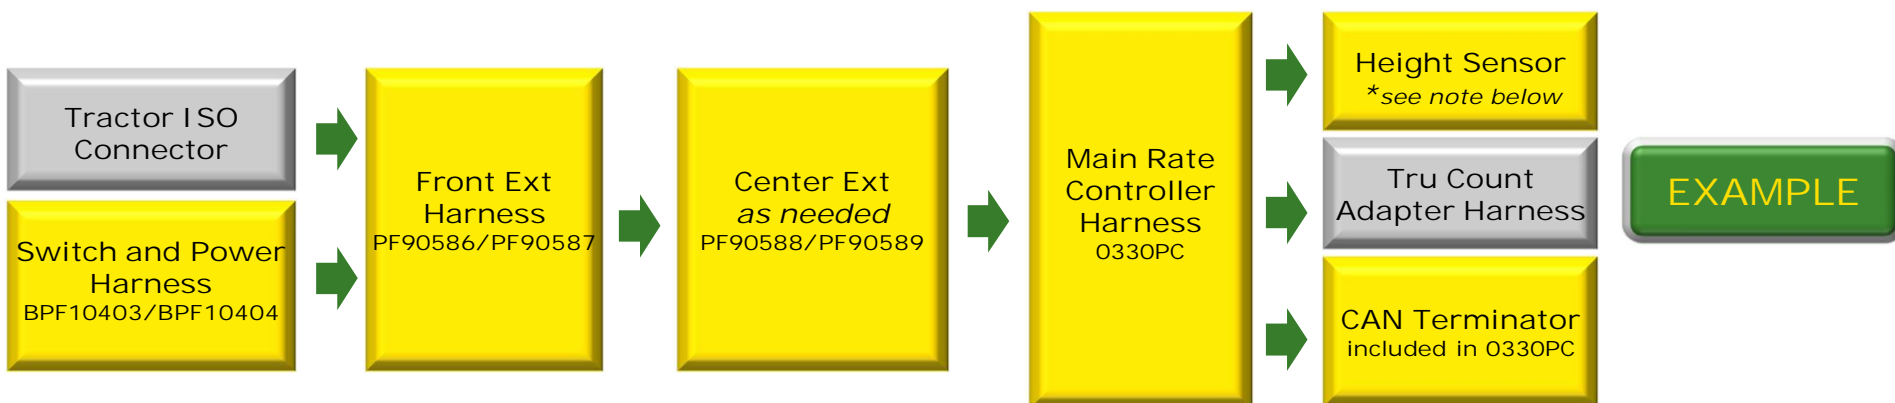 Tractor ISO
Connector
Switch and Power
Harness
BPF10403/BPF10404
Front Ext
Harness
PF90586/PF90587
Center Ext
as needed
PF90588/PF90589
Main Rate
Controller
Harness
0330PC
Height Sensor
*see note below
Tru Count
Adapter Harness
CAN Terminator
included in 0330PC
EXAMPLE